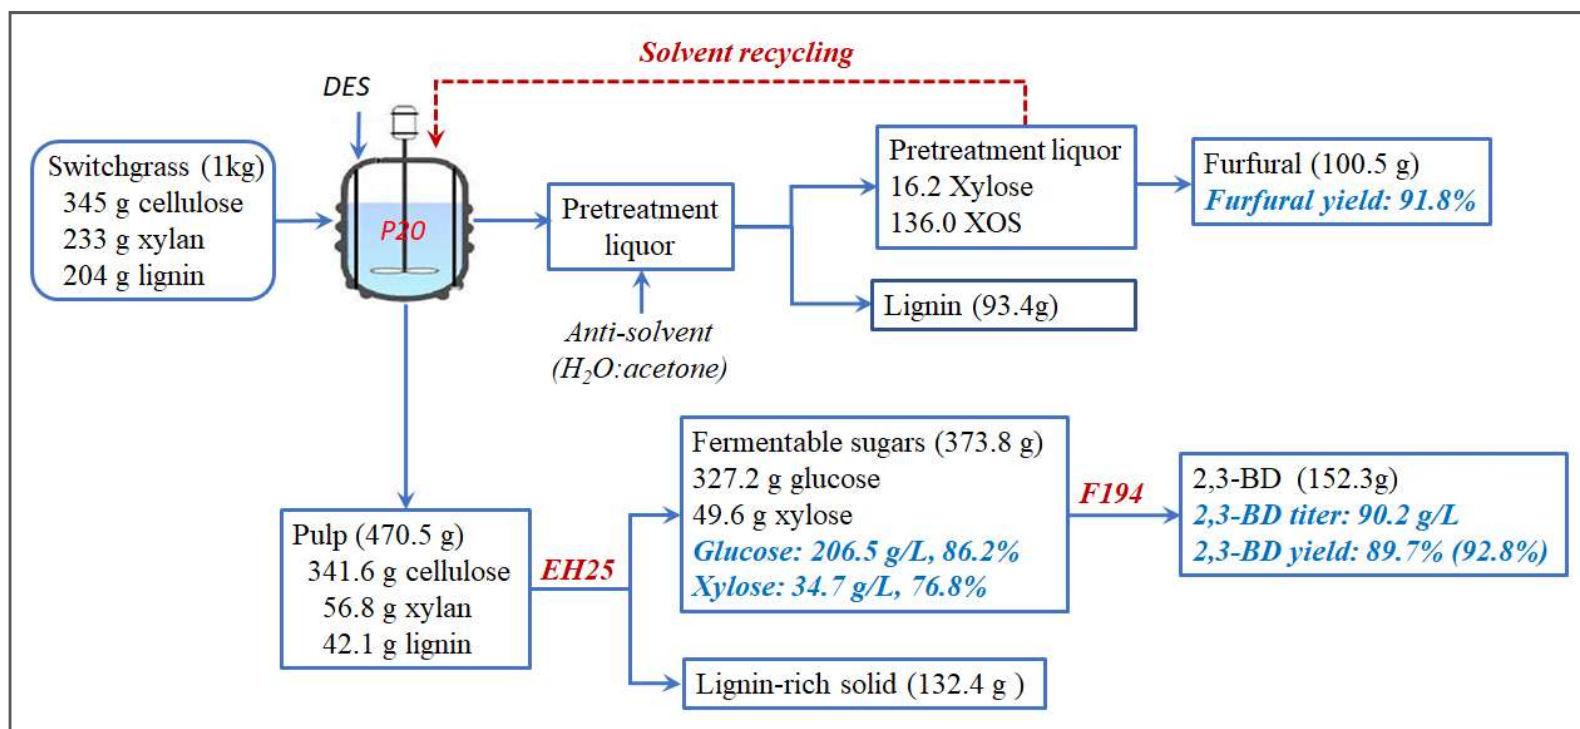 Solvent recycling
DES
Switchgrass (1kg)
345 g cellulose
233 g xylan
204 g lignin
P20
Pretreatment
liquor
Anti-solvent
(H₂O:acetone)
Pretreatment liquor
16.2 Xylose
136.0 XOS
Furfural (100.5 g)
Furfural yield: 91.8%
Lignin (93.4g)
Pulp (470.5 g)
341.6 g cellulose
56.8 g xylan
42.1 g lignin
EH25
Fermentable sugars (373.8 g)
327.2 g glucose
49.6 g xylose
Glucose: 206.5 g/L, 86.2%
Xylose: 34.7 g/L, 76.8%
F194
2,3-BD (152.3g)
2,3-BD titer: 90.2 g/L
2,3-BD yield: 89.7% (92.8%)
Lignin-rich solid (132.4 g )